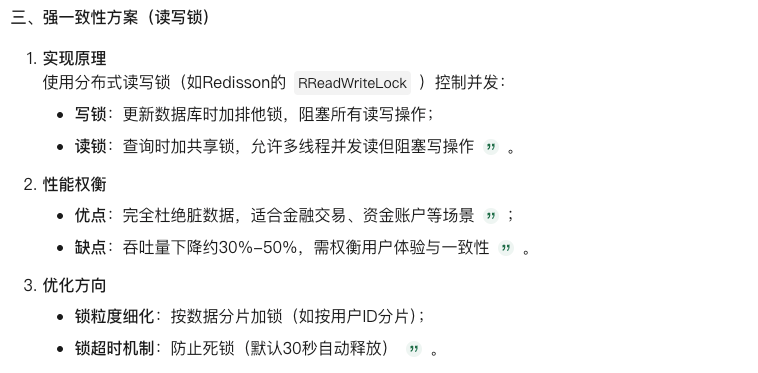 三、强一致性方案（读写锁）
1. 实现原理
使用分布式读写锁（如Redisson的 RReadWriteLock ）控制并发：
• 写锁：更新数据库时加排他锁，阻塞所有读写操作；
• 读锁：查询时加共享锁，允许多线程并发读但阻塞写操作 ” 。
2. 性能权衡
• 优点：完全杜绝脏数据，适合金融交易、资金账户等场景 ” ；
• 缺点：吞吐量下降约30%–50%，需权衡用户体验与一致性 ” 。
3. 优化方向
• 锁粒度细化：按数据分片加锁（如按用户ID分片）；
• 锁超时机制：防止死锁（默认30秒自动释放） ” 。